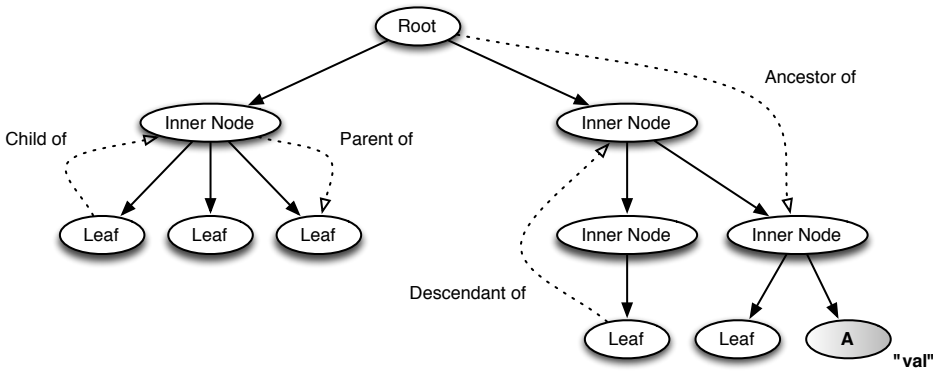 Root
Ancestor of
Inner Node
Inner Node
Child of
Parent of
Leaf
Leaf
Leaf
Inner Node
Inner Node
Descendant of
Leaf
Leaf
A
"val"